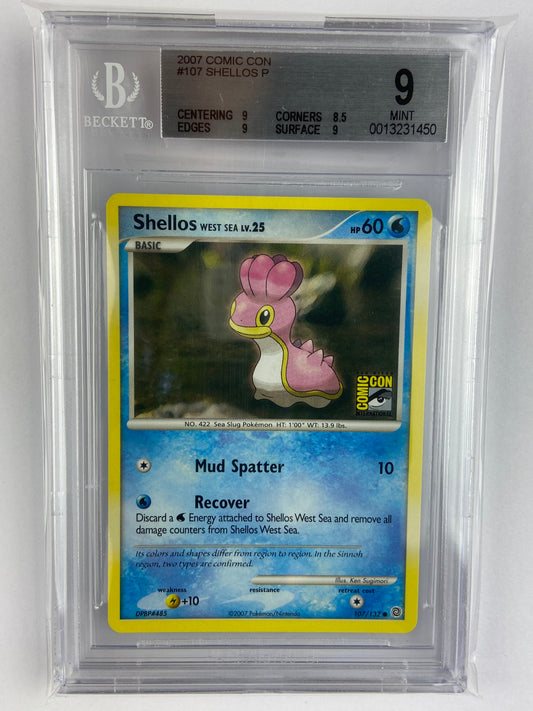 2007 COMIC CON
#107 SHELLOS P
B
BECKETT®
CENTERING 9 CORNERS 8.5
EDGES 9 SURFACE 9
9
MINT
0013231450
Shellos WEST SEA LV.25
HP 60
BASIC
COMIC CON
INTERNATIONAL
NO. 422 Sea Slug Pokémon HT: 1'00" WT: 13.9 lbs.
Mud Spatter 10
Recover
Discard a Energy attached to Shellos West Sea and remove all
damage counters from Shellos West Sea.
Its colors and shapes differ from region to region. In the Sinnoh
region, two types are confirmed.
Illus. Ken Sugimori
weakness resistance retreat cost
+10
DPBP#485
©2007 Pokémon/Nintendo
107/132